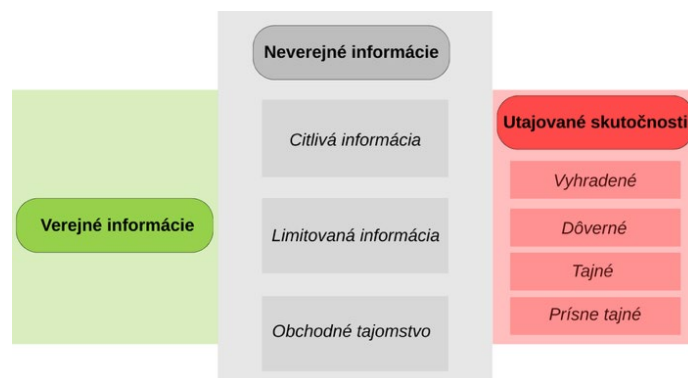 Verejné informácie
Neverejné informácie
Citlivá informácia
Limitovaná informácia
Obchodné tajomstvo
Utajované skutočnosti
Vyhradené
Dôverné
Tajné
Prísne tajné